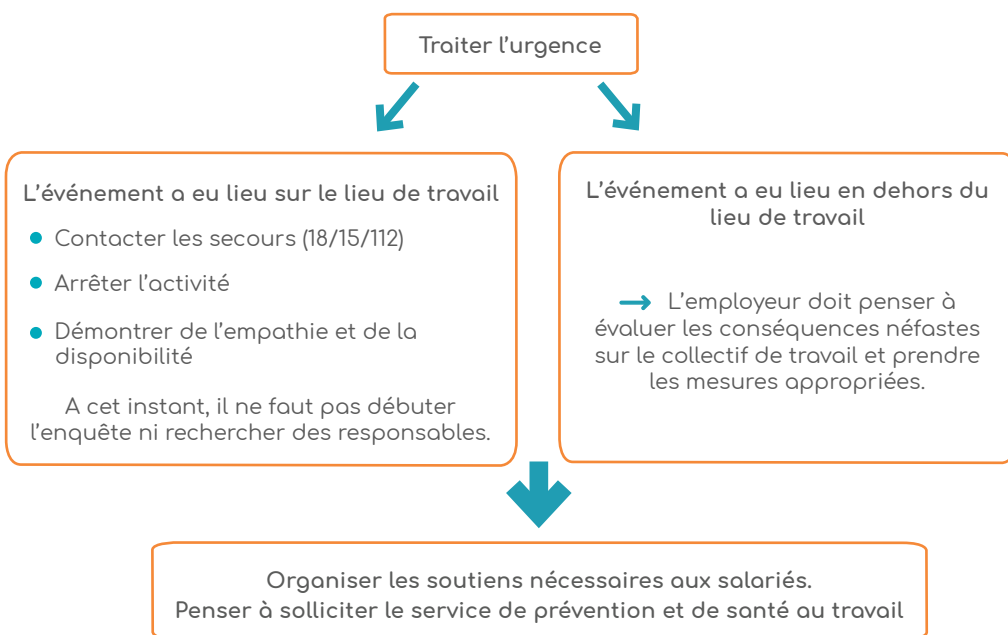 Traiter l'urgence
L'événement a eu lieu sur le lieu de travail
Contacter les secours (18/15/112)
Arrêter l'activité
Démontrer de l'empathie et de la
disponibilité
A cet instant, il ne faut pas débuter
l'enquête ni rechercher des responsables.
L'événement a eu lieu en dehors du
lieu de travail
→ L'employeur doit penser à
évaluer les conséquences néfastes
sur le collectif de travail et prendre
les mesures appropriées.
Organiser les soutiens nécessaires aux salariés.
Penser à solliciter le service de prévention et de santé au travail